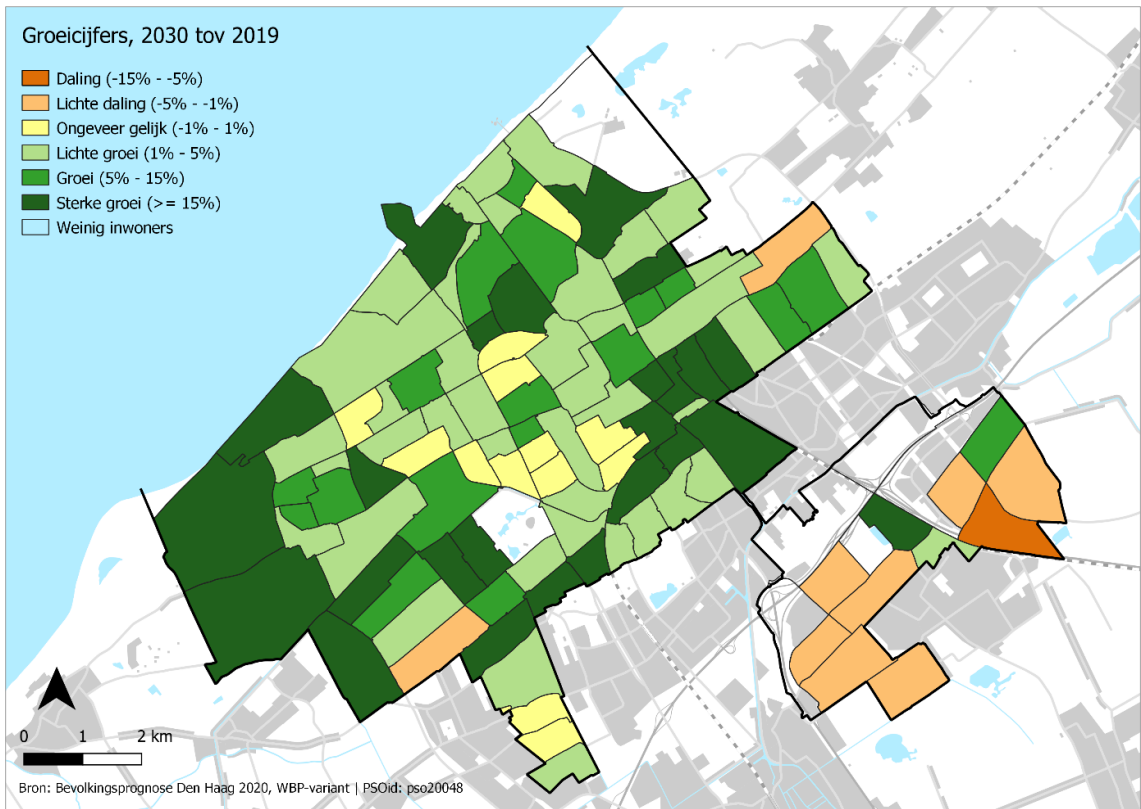 Groeicijfers, 2030 tov 2019
Daling (-15% - -5%)
Lichte daling (-5% - -1%)
Ongeveer gelijk (-1% - 1%)
Lichte groei (1% - 5%)
Groei (5% - 15%)
Sterke groei (>= 15%)
Weinig inwoners
0 1 2 km
Bron: Bevolkingsprognose Den Haag 2020, WBP-variant | PSOid: pso20048